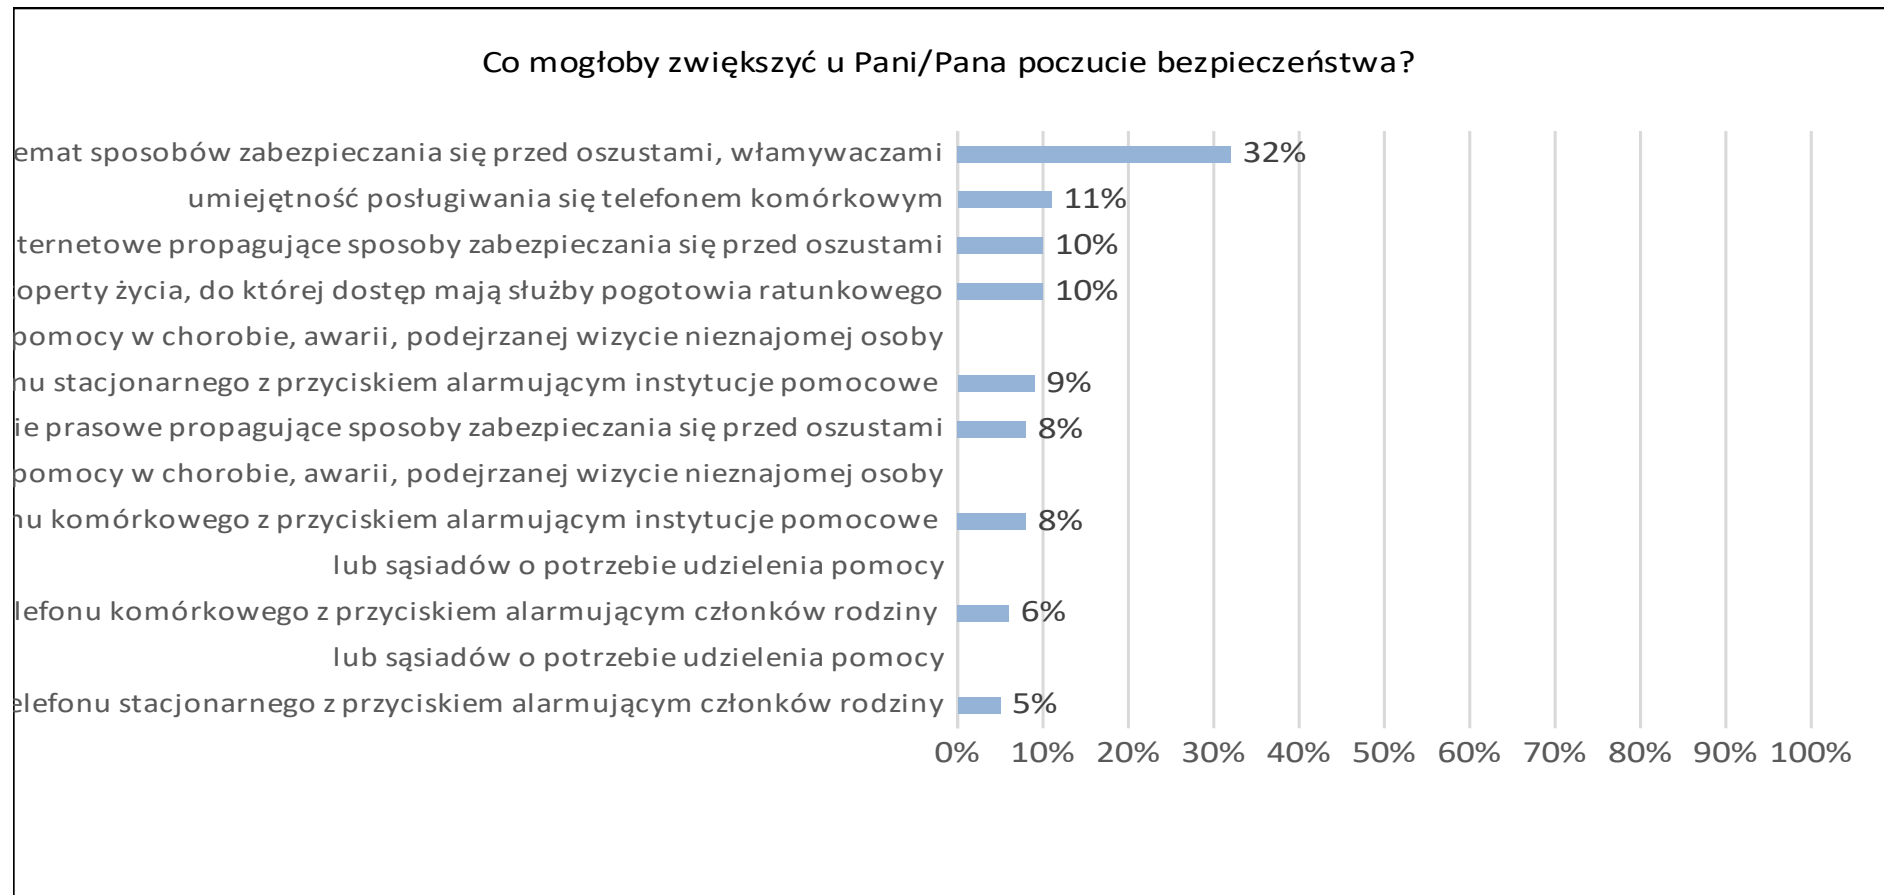 Co mogłoby zwiększyć u Pani/Pana poczucie bezpieczeństwa?
emat sposobów zabezpieczania się przed oszustami, włamywaczami 32%
umiejętność posługiwania się telefonem komórkowym 11%
ternetowe propagujące sposoby zabezpieczania się przed oszustami 10%
operty życia, do której dostęp mają służby pogotowia ratunkowego 10%
pomocy w chorobie, awarii, podejrzanej wizycie nieznajomej osoby
nu stacjonarnego z przyciskiem alarmującym instytucje pomocowe 9%
ie prasowe propagujące sposoby zabezpieczania się przed oszustami 8%
pomocy w chorobie, awarii, podejrzanej wizycie nieznajomej osoby
nu komórkowego z przyciskiem alarmującym instytucje pomocowe 8%
lub sąsiadów o potrzebie udzielenia pomocy
lefonu komórkowego z przyciskiem alarmującym członków rodziny 6%
lub sąsiadów o potrzebie udzielenia pomocy
elefonu stacjonarnego z przyciskiem alarmującym członków rodziny 5%
0% 10% 20% 30% 40% 50% 60% 70% 80% 90% 100%